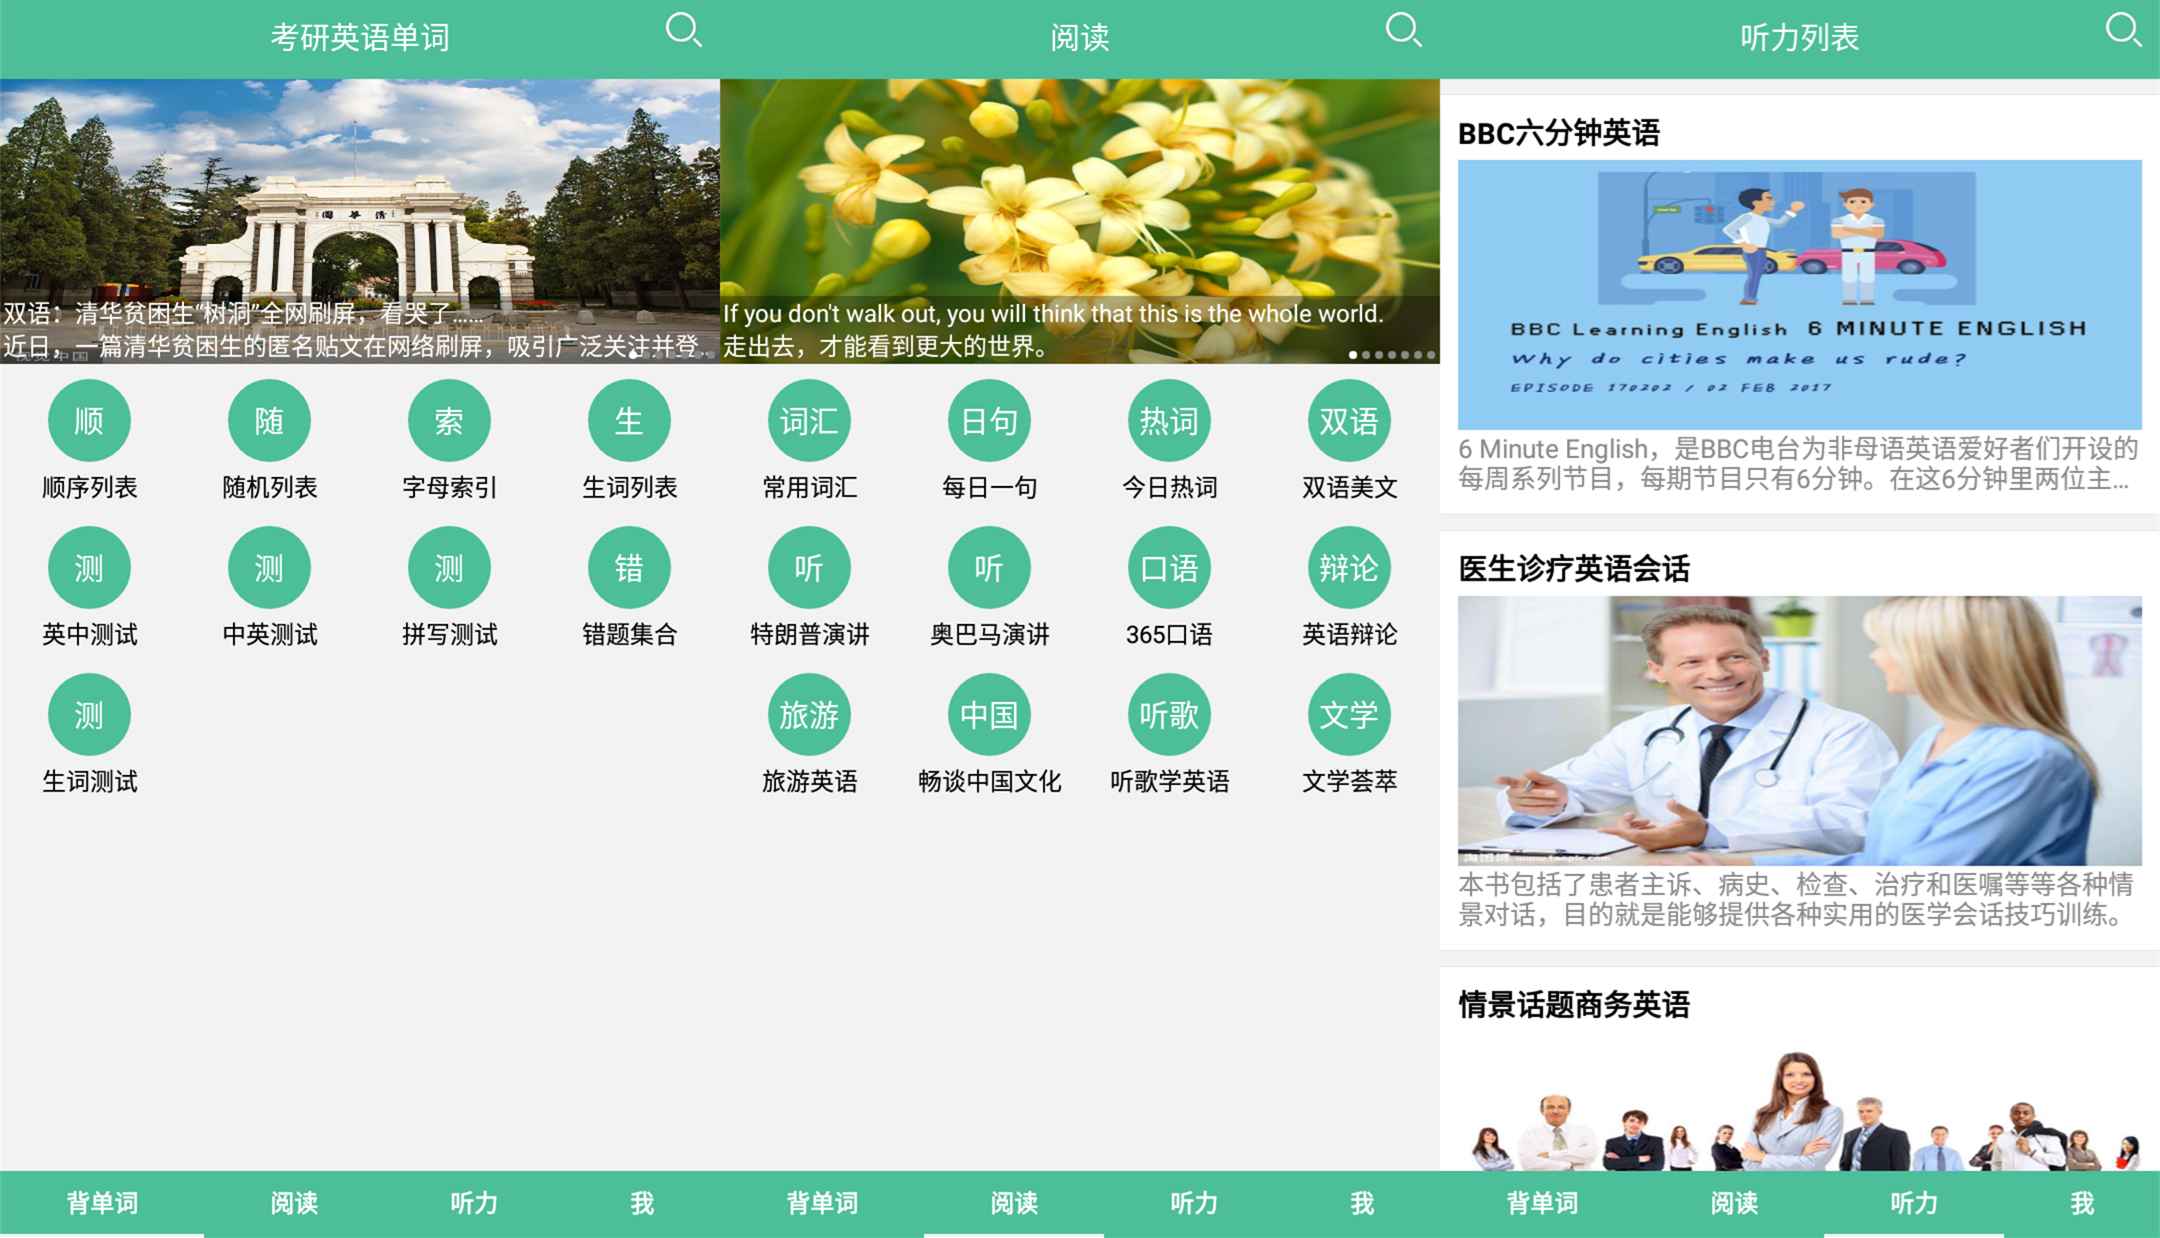 考研英语单词
清華園
双语：清华贫困生“树洞”全网刷屏，看哭了……
近日，一篇清华贫困生的匿名贴文在网络刷屏，吸引广泛关注并登...
顺 随 索 生
顺序列表 随机列表 字母索引 生词列表
测 测 测 错
英中测试 中英测试 拼写测试 错题集合
测
生词测试
背单词 阅读 听力 我
阅读
If you don't walk out, you will think that this is the whole world.
走出去，才能看到更大的世界。
词汇 日句 热词 双语
常用词汇 每日一句 今日热词 双语美文
听 听 口语 辩论
特朗普演讲 奥巴马演讲 365口语 英语辩论
旅游 中国 听歌 文学
旅游英语 畅谈中国文化 听歌学英语 文学荟萃
背单词 阅读 听力 我
听力列表
BBC六分钟英语
BBC Learning English 6 MINUTE ENGLISH
Why do cities make us rude?
EPISODE 170202 / 02 FEB 2017
6 Minute English，是BBC电台为非母语英语爱好者们开设的
每周系列节目，每期节目只有6分钟。在这6分钟里两位主...
医生诊疗英语会话
本书包括了患者主诉、病史、检查、治疗和医嘱等等各种情
景对话，目的就是能够提供各种实用的医学会话技巧训练。
情景话题商务英语
背单词 阅读 听力 我